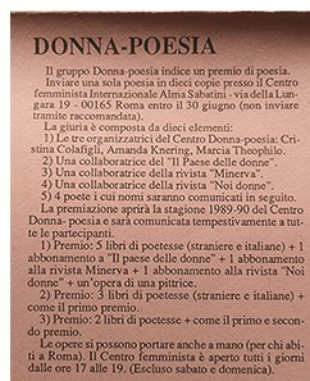 DONNA-POESIA
Il gruppo Donna-poesia indice un premio di poesia.
Inviare una sola poesia in dieci copie presso il Centro
femminista Internazionale Alma Sabatini - via della Lun-
gara 19 - 00165 Roma entro il 30 giugno (non inviare
tramite raccomandata).
La giuria è composta da dieci elementi:
1) Le tre organizzatrici del Centro Donna-poesia: Cri-
stina Colafigli, Amanda Knering, Marcia Theophilo.
2) Una collaboratrice del "Il Paese delle donne".
3) Una collaboratrice della rivista "Minerva".
4) Una collaboratrice della rivista "Noi donne".
5) 4 poete i cui nomi saranno comunicati in seguito.
La premiazione aprirà la stagione 1989-90 del Centro
Donna- poesia e sarà comunicata tempestivamente a tut-
te le partecipanti.
1) Premio: 5 libri di poetesse (straniere e italiane) + 1
abbonamento a "Il paese delle donne" + 1 abbonamento
alla rivista Minerva + 1 abbonamento alla rivista "Noi
donne" + un'opera di una pittrice.
2) Premio: 3 libri di poetesse (straniere e italiane) +
come il primo premio.
3) Premio: 2 libri di poetesse + come il primo e secon-
do premio.
Le opere si possono portare anche a mano (per chi abi-
ti a Roma). Il Centro femminista è aperto tutti i giorni
dalle ore 17 alle 19. (Escluso sabato e domenica).